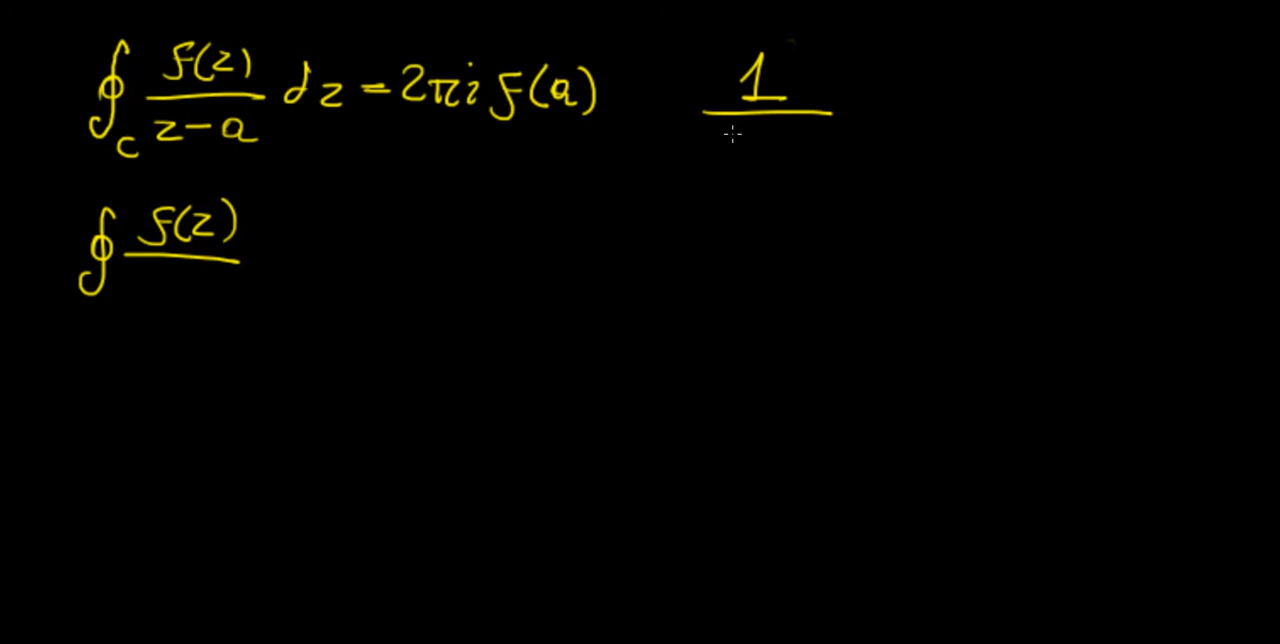 ∮_C f(z)/(z-a) dz = 2πi f(a) 1/
∮ f(z)/